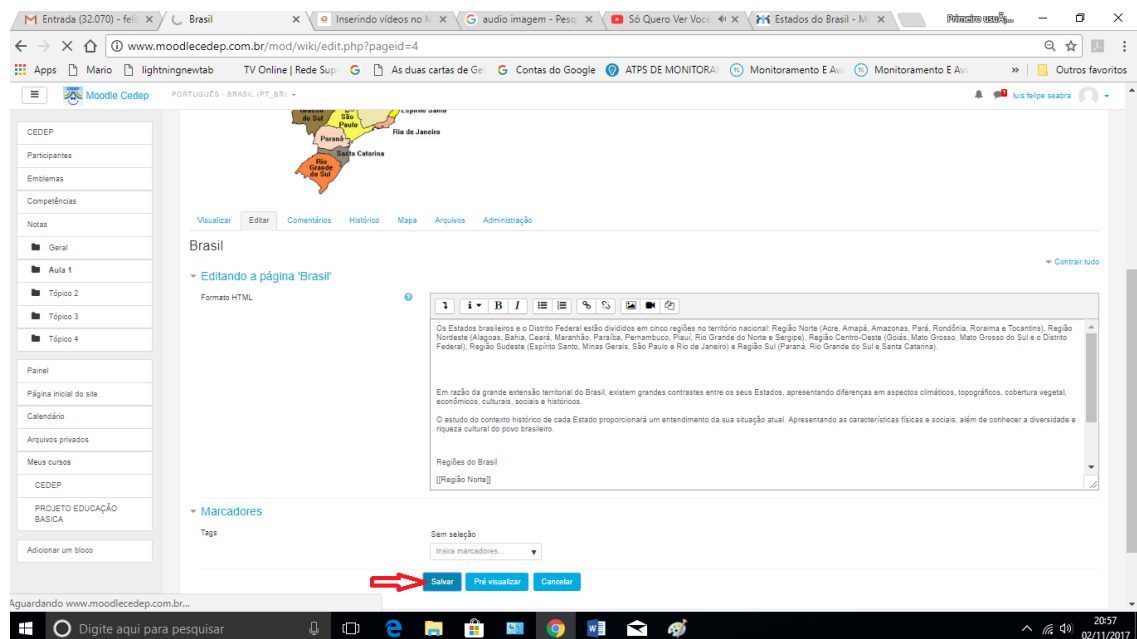 Entrada (32.070) - feli
Brasil
Inserindo vídeos no M
audio imagem - Pesq
Só Quero Ver Você
Estados do Brasil - M
www.moodlecedep.com.br/mod/wiki/edit.php?pageid=4
Apps Mario lightningnewtab TV Online | Rede Sup As duas cartas de Ge Contas do Google ATPS DE MONITORA Monitoramento E Ava Monitoramento E Ava » Outros favoritos
Moodle Cedep PORTUGUÊS - BRASIL (PT_BR) luis felipe seabra
CEDEP
Participantes
Emblemas
Competências
Notas
Geral
Aula 1
Tópico 2
Tópico 3
Tópico 4
Painel
Página inicial do site
Calendário
Arquivos privados
Meus cursos
CEDEP
PROJETO EDUCAÇÃO
BASICA
Adicionar um bloco
do Sul
São
Paulo
Espírito Santo
Rio de Janeiro
Paraná
Santa Catarina
Rio
Grande
do Sul
Visualizar Editar Comentários Histórico Mapa Arquivos Administração
Brasil
Contrair tudo
Editando a página 'Brasil'
Formato HTML
Os Estados brasileiros e o Distrito Federal estão divididos em cinco regiões no território nacional: Região Norte (Acre, Amapá, Amazonas, Pará, Rondônia, Roraima e Tocantins), Região
Nordeste (Alagoas, Bahia, Ceará, Maranhão, Paraíba, Pernambuco, Piauí, Rio Grande do Norte e Sergipe), Região Centro-Oeste (Goiás, Mato Grosso, Mato Grosso do Sul e o Distrito
Federal), Região Sudeste (Espírito Santo, Minas Gerais, São Paulo e Rio de Janeiro) e Região Sul (Paraná, Rio Grande do Sul e Santa Catarina).
Em razão da grande extensão territorial do Brasil, existem grandes contrastes entre os seus Estados, apresentando diferenças em aspectos climáticos, topográficos, cobertura vegetal,
econômicos, culturais, sociais e históricos.
O estudo do contexto histórico de cada Estado proporcionará um entendimento da sua situação atual. Apresentando as características físicas e sociais, além de conhecer a diversidade e
riqueza cultural do povo brasileiro.
Regiões do Brasil
[[Região Norte]]
Marcadores
Tags
Sem seleção
Insira marcadores...
Salvar Pré visualizar Cancelar
Aguardando www.moodlecedep.com.br...
Digite aqui para pesquisar
20:57
02/11/2017